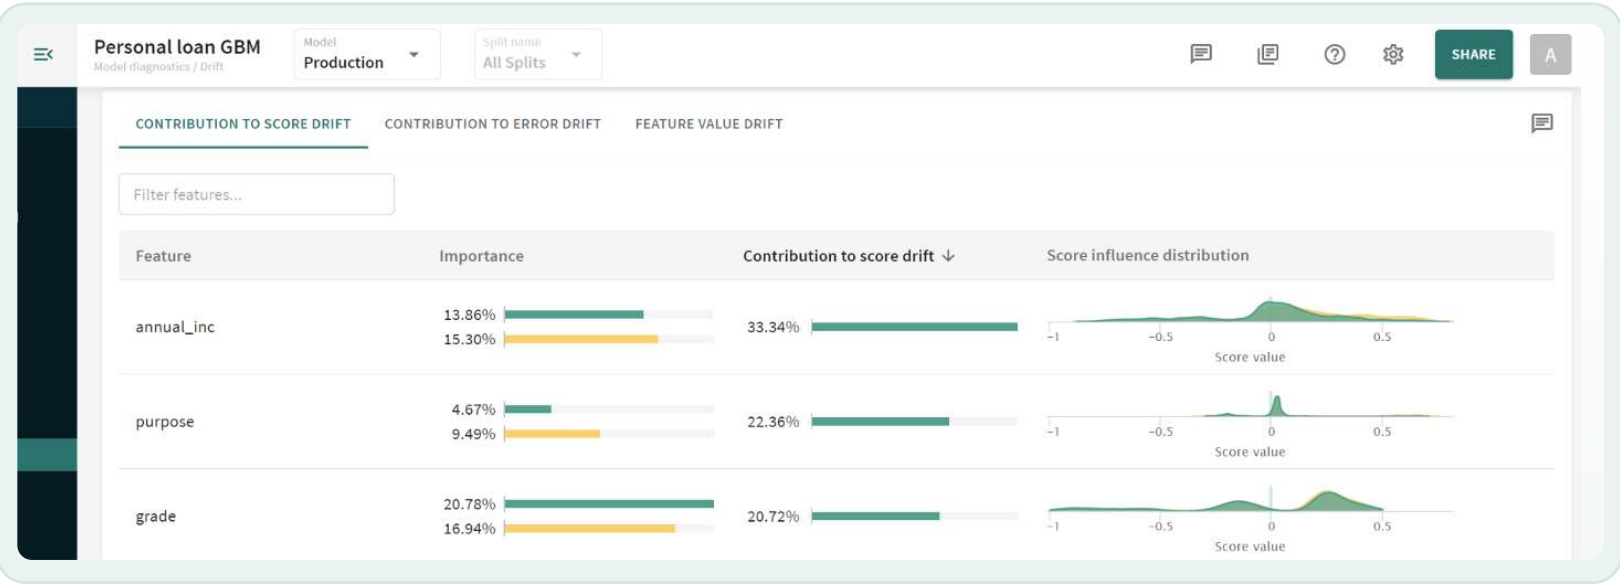 Personal loan GBM
Model diagnostics / Drift
Model
Production
Split name
All Splits
SHARE
A
CONTRIBUTION TO SCORE DRIFT
CONTRIBUTION TO ERROR DRIFT
FEATURE VALUE DRIFT
Filter features...
Feature
Importance
Contribution to score drift ↓
Score influence distribution
annual_inc
13.86%
15.30%
33.34%
−1 −0.5 0 0.5
Score value
purpose
4.67%
9.49%
22.36%
−1 −0.5 0 0.5
Score value
grade
20.78%
16.94%
20.72%
−1 −0.5 0 0.5
Score value